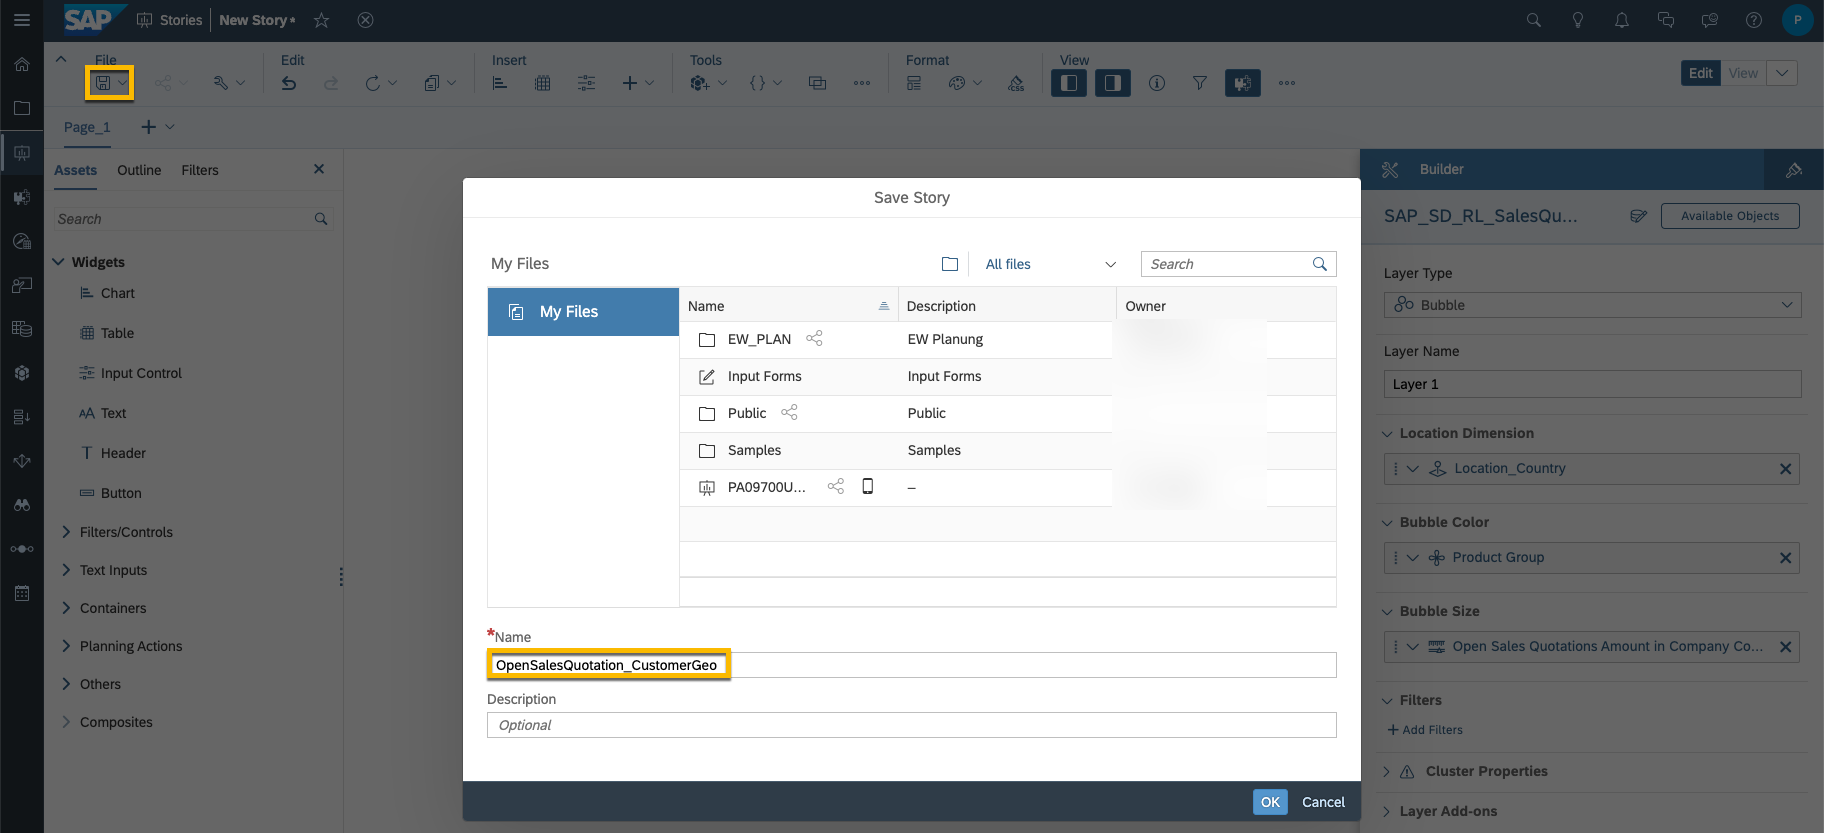 SAP Stories New Story*
P
File Edit Insert Tools Format View
CSS
Edit View
Page_1
Assets Outline Filters
Search
Widgets
Chart
Table
Input Control
Text
Header
Button
Filters/Controls
Text Inputs
Containers
Planning Actions
Others
Composites
Save Story
My Files All files Search
My Files
Name Description Owner
EW_PLAN EW Planung
Input Forms Input Forms
Public Public
Samples Samples
PA09700U... –
*Name
OpenSalesQuotation_CustomerGeo
Description
Optional
OK Cancel
Builder
SAP_SD_RL_SalesQu... Available Objects
Layer Type
Bubble
Layer Name
Layer 1
Location Dimension
Location_Country
Bubble Color
Product Group
Bubble Size
Open Sales Quotations Amount in Company Co...
Filters
+ Add Filters
Cluster Properties
Layer Add-ons